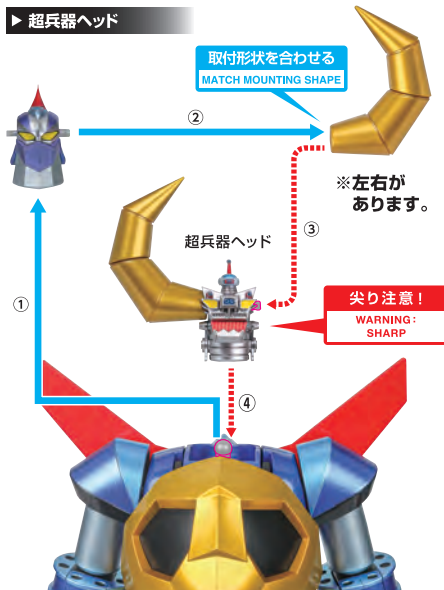 ▶ 超兵器ヘッド
取付形状を合わせる
MATCH MOUNTING SHAPE
②
※左右が
あります。
③
超兵器ヘッド
①
尖り注意！
WARNING:
SHARP
④